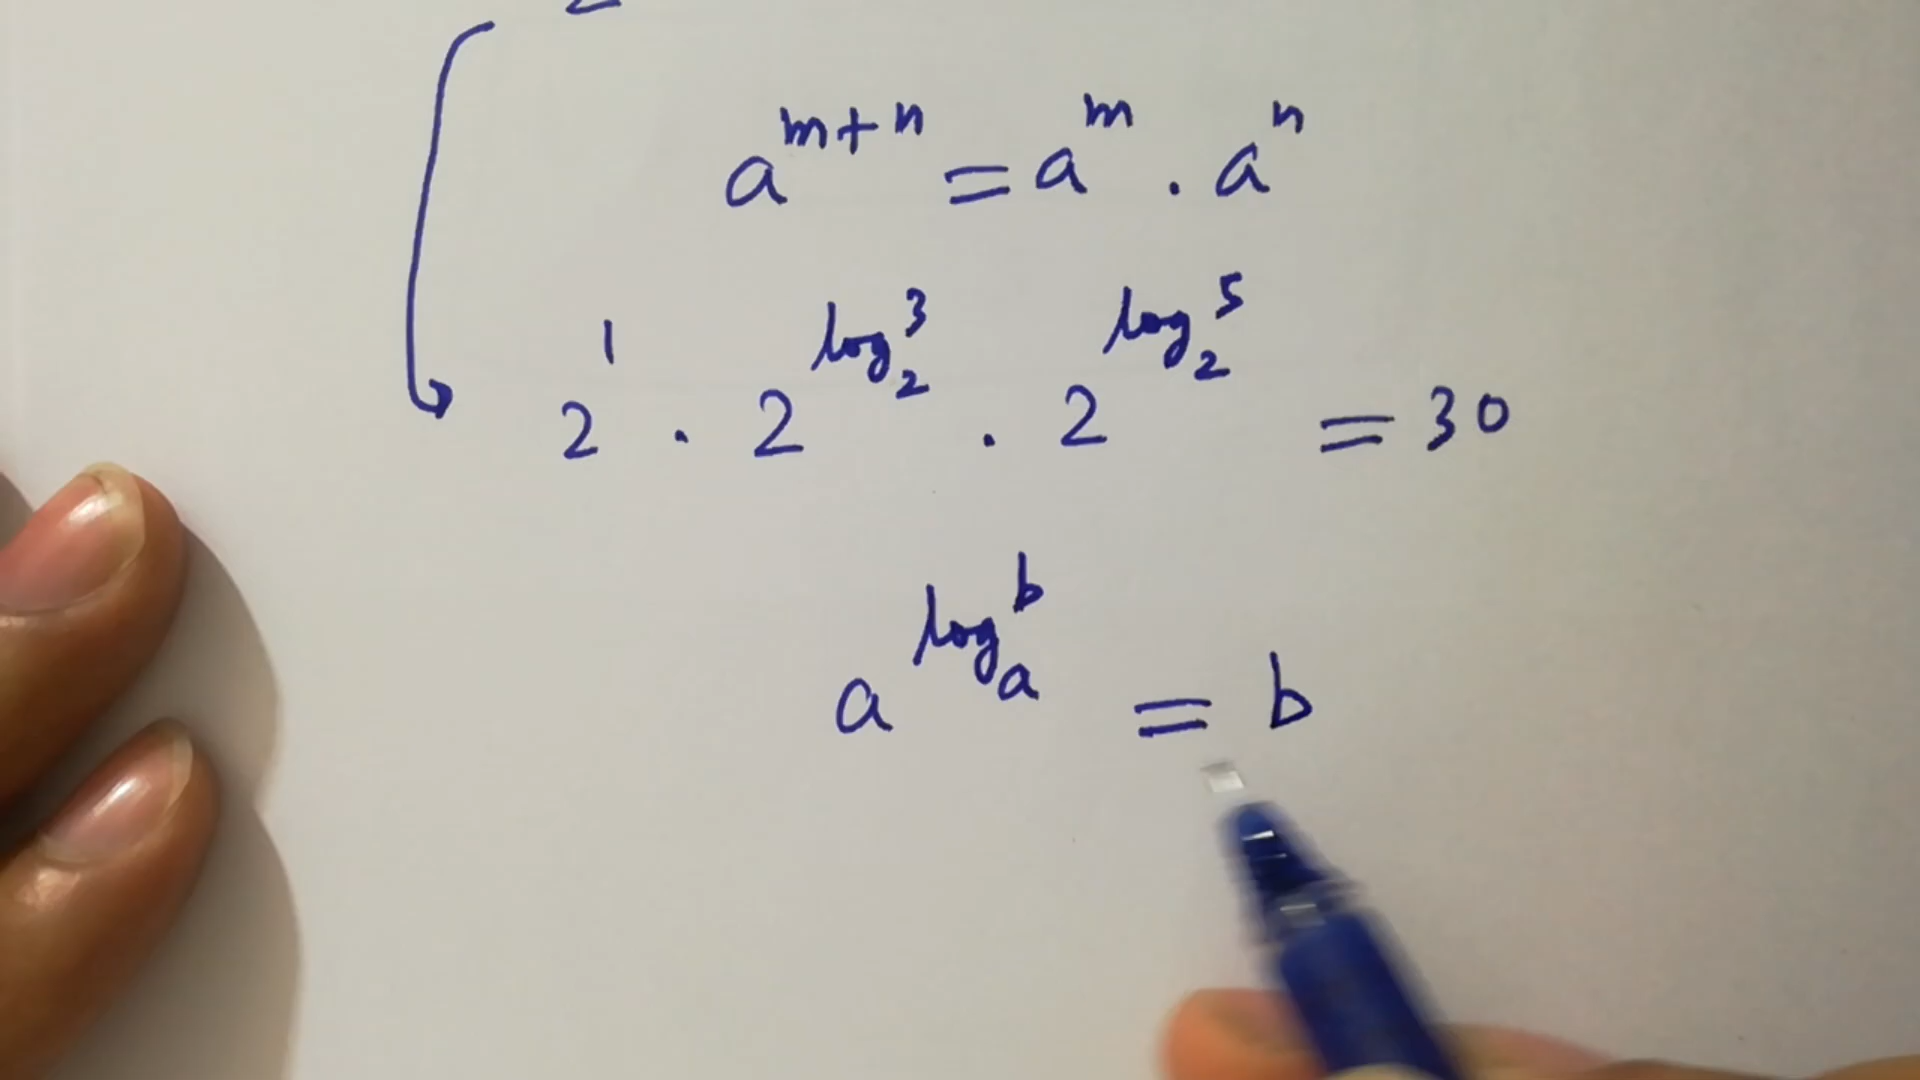 a^{m+n} = a^m . a^n
2^1 . 2^{log_2^3} . 2^{log_2^5} = 30
a^{log_a^b} = b